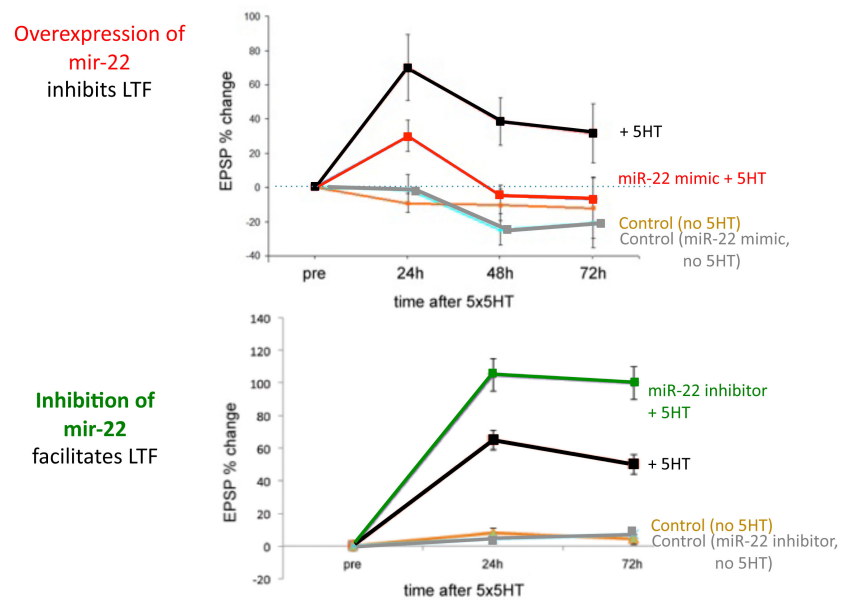 Overexpression of
mir-22
inhibits LTF
EPSP % change
100
80
60
40
20
0
-20
-40
pre
24h
48h
72h
time after 5x5HT
+ 5HT
miR-22 mimic + 5HT
Control (no 5HT)
Control (miR-22 mimic,
no 5HT)
Inhibition of
mir-22
facilitates LTF
EPSP % change
140
120
100
80
60
40
20
0
-20
pre
24h
72h
time after 5x5HT
miR-22 inhibitor
+ 5HT
+ 5HT
Control (no 5HT)
Control (miR-22 inhibitor,
no 5HT)